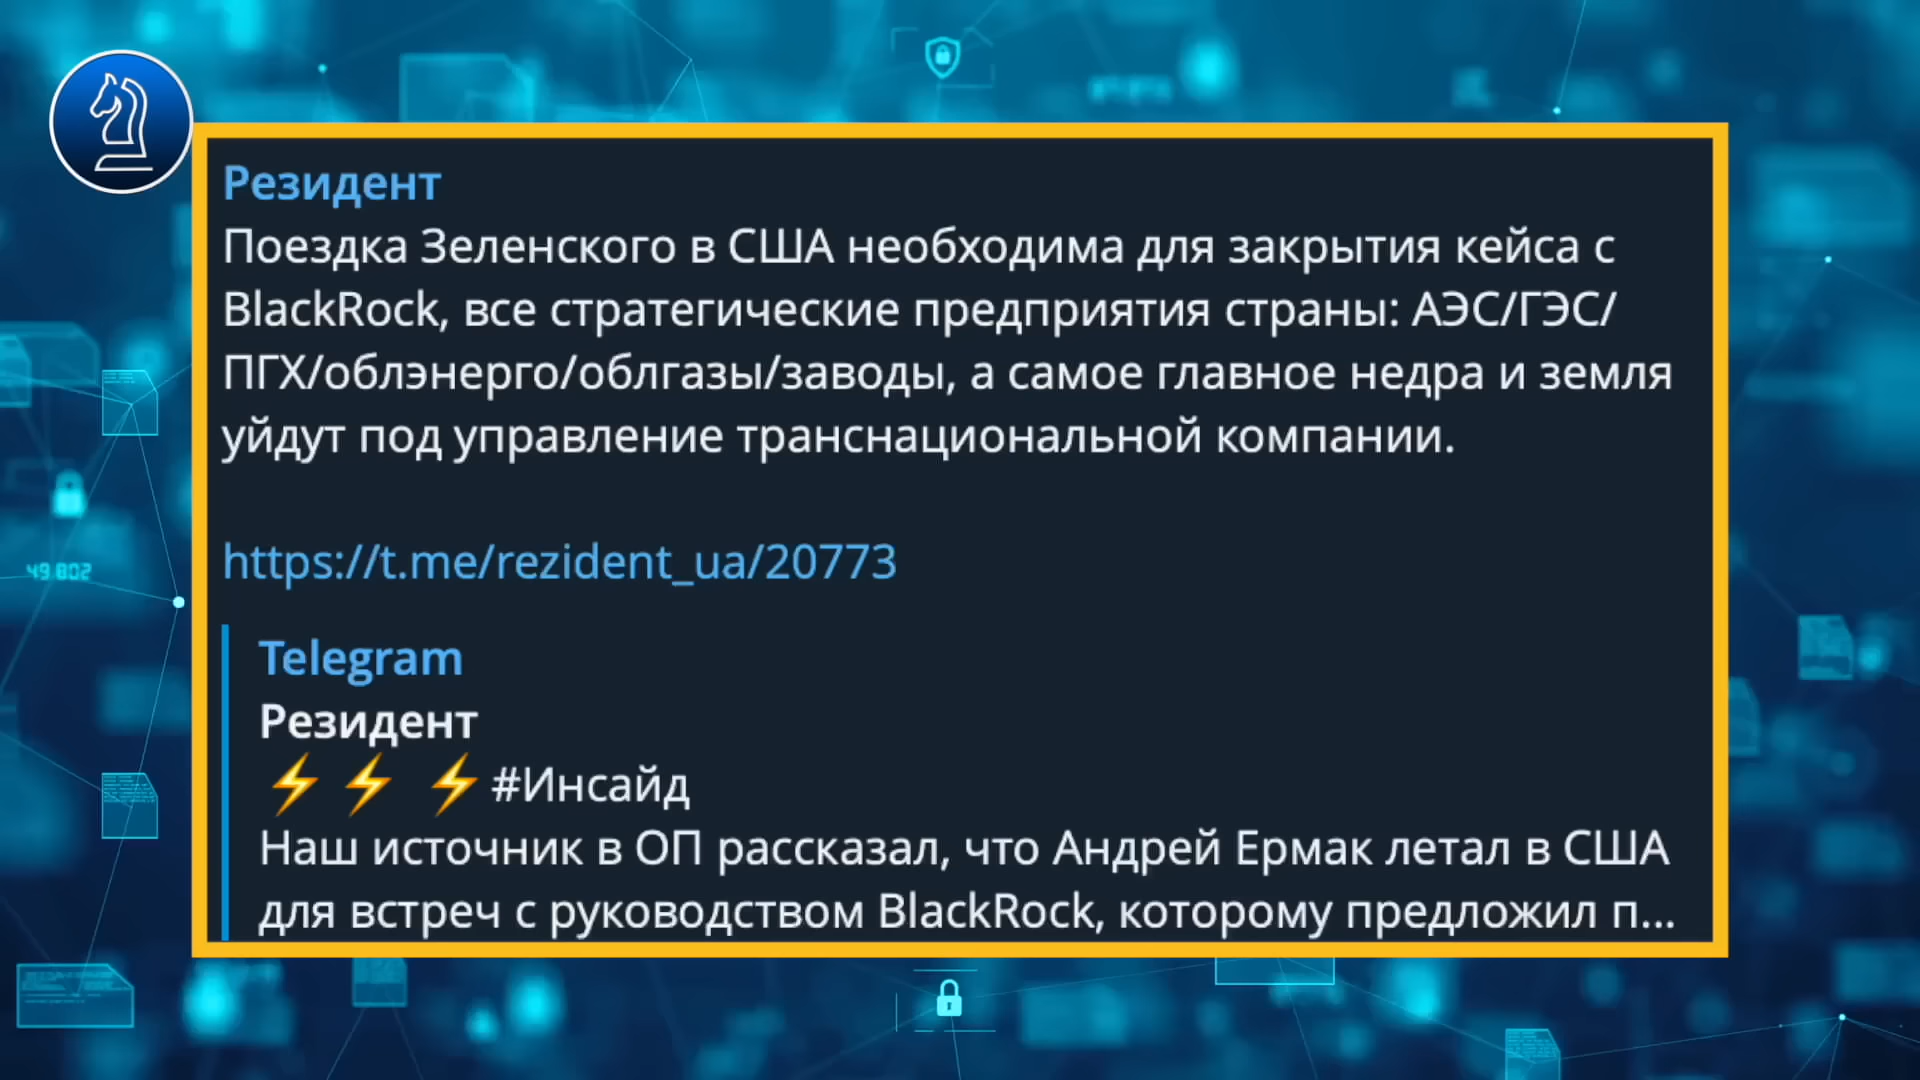 Резидент
Поездка Зеленского в США необходима для закрытия кейса с
BlackRock, все стратегические предприятия страны: АЭС/ГЭС/
ПГХ/облэнерго/облгазы/заводы, а самое главное недра и земля
уйдут под управление транснациональной компании.
https://t.me/rezident_ua/20773
Telegram
Резидент
⚡⚡ ⚡#Инсайд
Наш источник в ОП рассказал, что Андрей Ермак летал в США
для встреч с руководством BlackRock, которому предложил п...
49 802